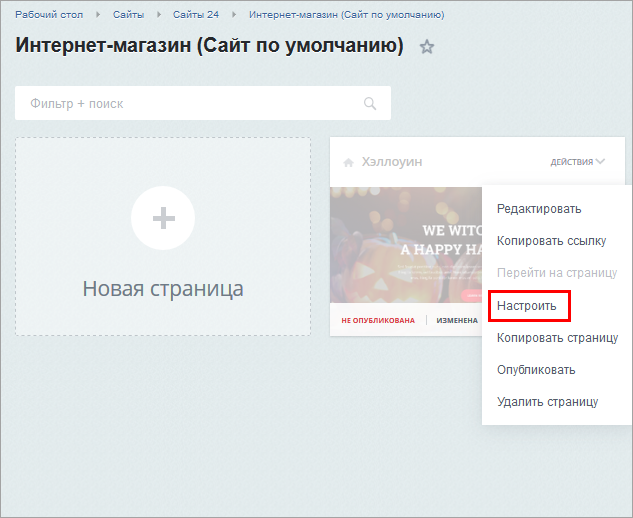 Рабочий стол Сайты Сайты 24 Интернет-магазин (Сайт по умолчанию)
Интернет-магазин (Сайт по умолчанию)
Фильтр + поиск
Новая страница
Хэллоуин ДЕЙСТВИЯ
WE WITC
A HAPPY HA
НЕ ОПУБЛИКОВАНА ИЗМЕНЕНА
Редактировать
Копировать ссылку
Перейти на страницу
Настроить
Копировать страницу
Опубликовать
Удалить страницу